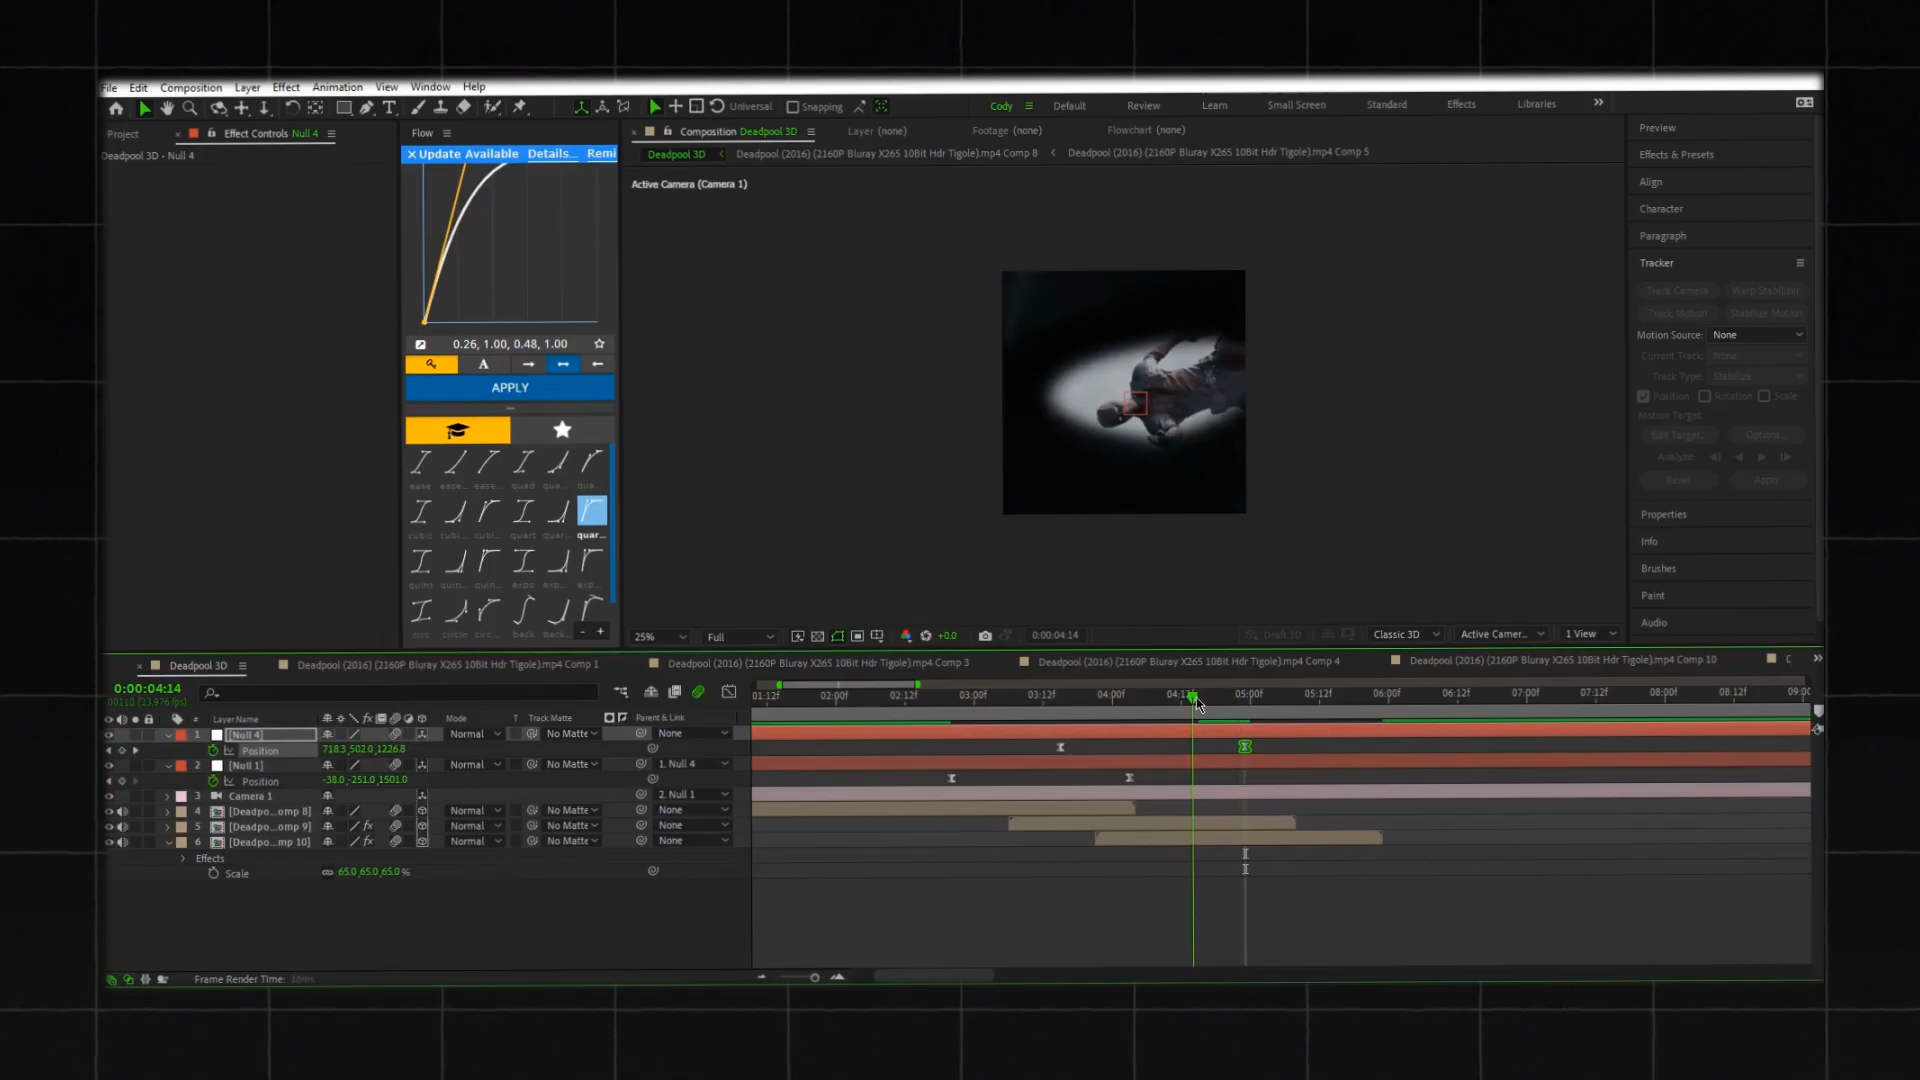 File Edit Composition Layer Effect Animation View Window Help
Universal Snapping Cody Default Review Learn Small Screen Standard Effects Libraries
Project Effect Controls Null 4 Flow Composition Deadpool 3D Layer (none) Footage (none) Flowchart (none)
Deadpool 3D • Null 4
Update Available Details... Remi
Deadpool 3D Deadpool (2016) (2160P Bluray X265 10Bit Hdr Tigole).mp4 Comp 8 Deadpool (2016) (2160P Bluray X265 10Bit Hdr Tigole).mp4 Comp 5
Active Camera (Camera 1)
0.26, 1.00, 0.48, 1.00
APPLY
ease ease... ease... quad qua... qua...
cubic cubi... cubi... quart quar... quar...
quint quin... quin... expo exp... exp...
circ circIn circ... back back...
Preview
Effects & Presets
Align
Character
Paragraph
Tracker
Track Camera Warp Stabilizer
Track Motion Stabilize Motion
Motion Source: None
Current Track: None
Track Type: Stabilize
Position Rotation Scale
Motion Target:
Edit Target... Options...
Analyze:
Reset Apply
Properties
Info
Brushes
Paint
Audio
25% Full +0.0 0:00:04:14 Draft 3D Classic 3D Active Camer... 1 View
Deadpool 3D Deadpool (2016) (2160P Bluray X265 10Bit Hdr Tigole).mp4 Comp 1 Deadpool (2016) (2160P Bluray X265 10Bit Hdr Tigole).mp4 Comp 3 Deadpool (2016) (2160P Bluray X265 10Bit Hdr Tigole).mp4 Comp 4 Deadpool (2016) (2160P Bluray X265 10Bit Hdr Tigole).mp4 Comp 10
0:00:04:14
00110 (23.976 fps)
01:12f 02:00f 02:12f 03:00f 03:12f 04:00f 04:12f 05:00f 05:12f 06:00f 06:12f 07:00f 07:12f 08:00f 08:12f 09:00
# Layer Name Mode T Track Matte Parent & Link
1 [Null 4] Normal No Matte None
Position 718.3,502.0,1226.8
2 [Null 1] Normal No Matte 1. Null 4
Position -38.0,-251.0,1501.0
3 Camera 1 2. Null 1
4 [Deadpo...omp 8] Normal No Matte None
5 [Deadpo...omp 9] Normal No Matte None
6 [Deadpo...mp 10] Normal No Matte None
Effects
Scale 65.0,65.0,65.0 %
Frame Render Time: